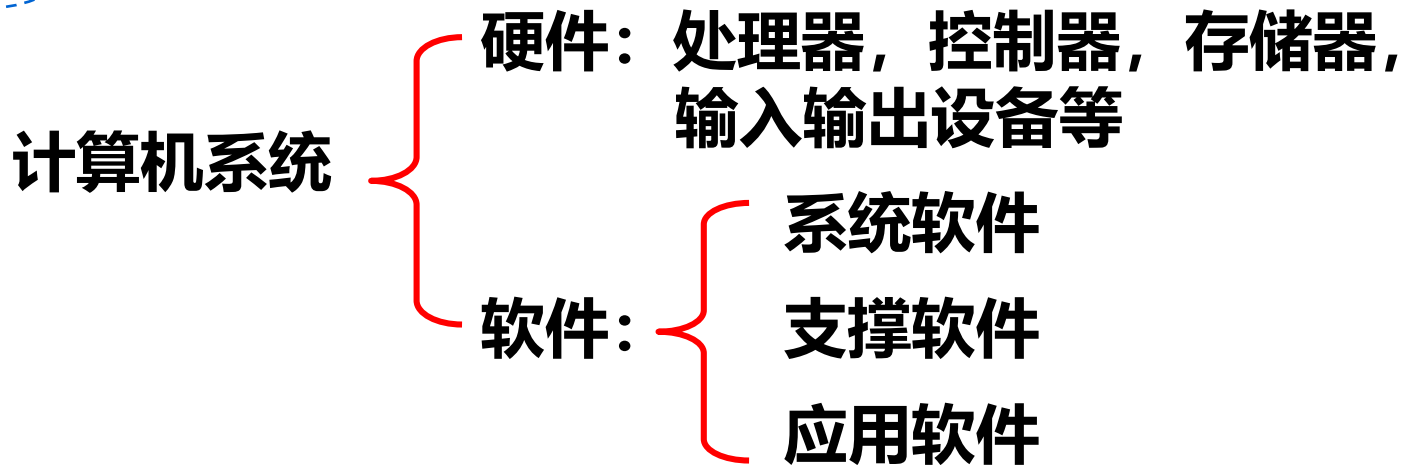 硬件：处理器，控制器，存储器，
输入输出设备等
计算机系统
系统软件
软件：
支撑软件
应用软件